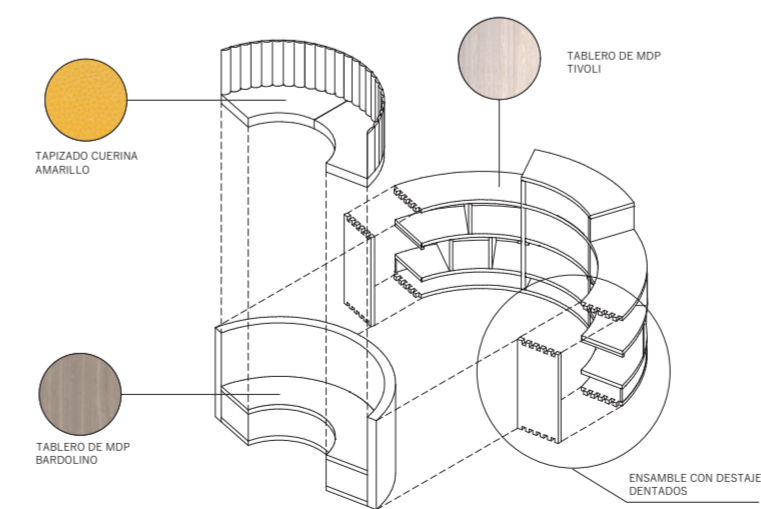 TABLERO DE MDP
TIVOLI
TAPIZADO CUERINA
AMARILLO
TABLERO DE MDP
BARDOLINO
ENSAMBLE CON DESTAJE
DENTADOS